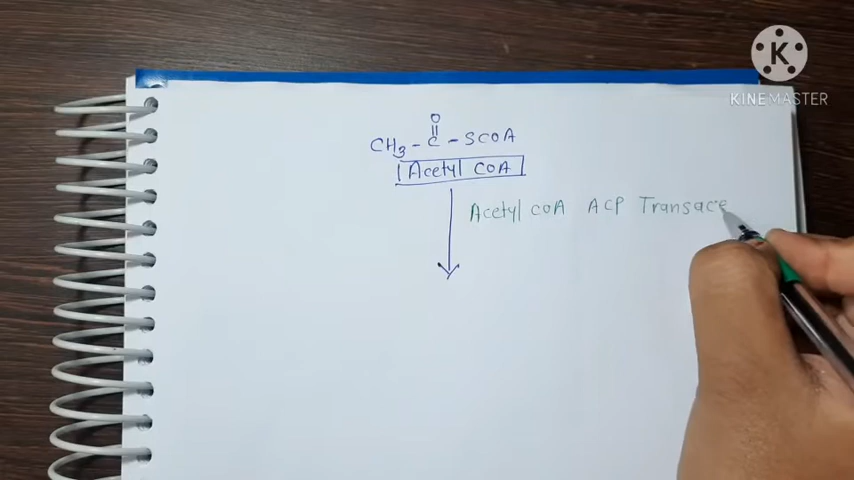 K
KINEMASTER
O
||
CH3 - C - SCOA
Acetyl COA
Acetyl COA ACP Transace